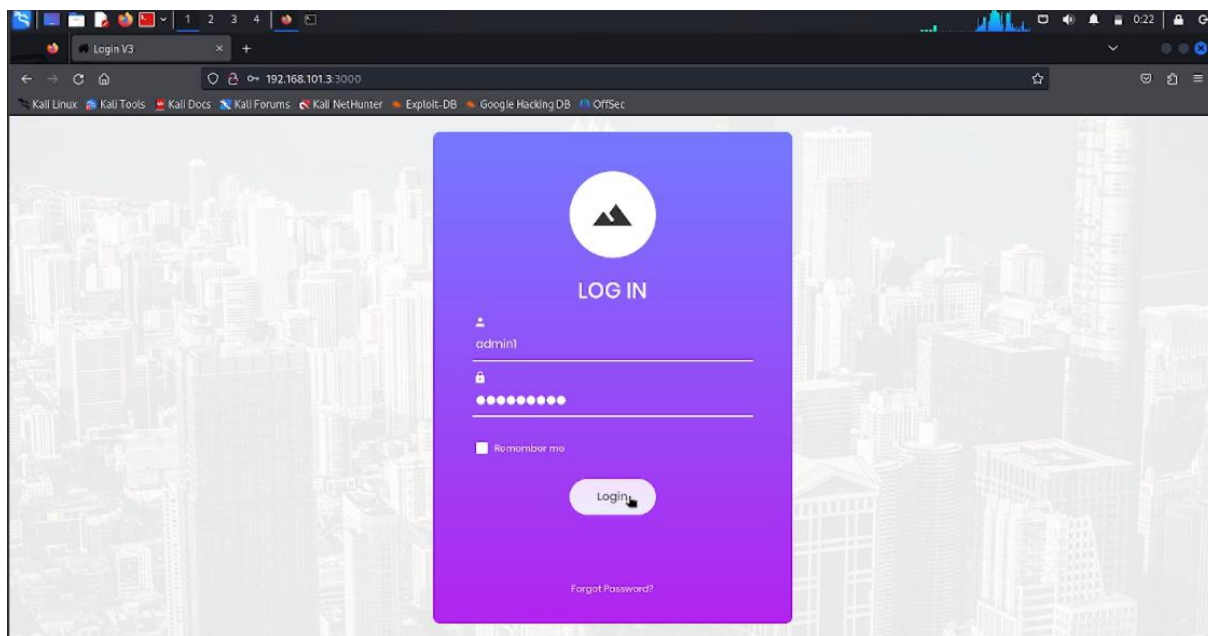 1 2 3 4 0:22
Login V3
192.168.101.3:3000
Kali Linux Kali Tools Kali Docs Kali Forums Kali NetHunter Exploit-DB Google Hacking DB OffSec
LOG IN
admin1
Remember me
Login
Forgot Password?